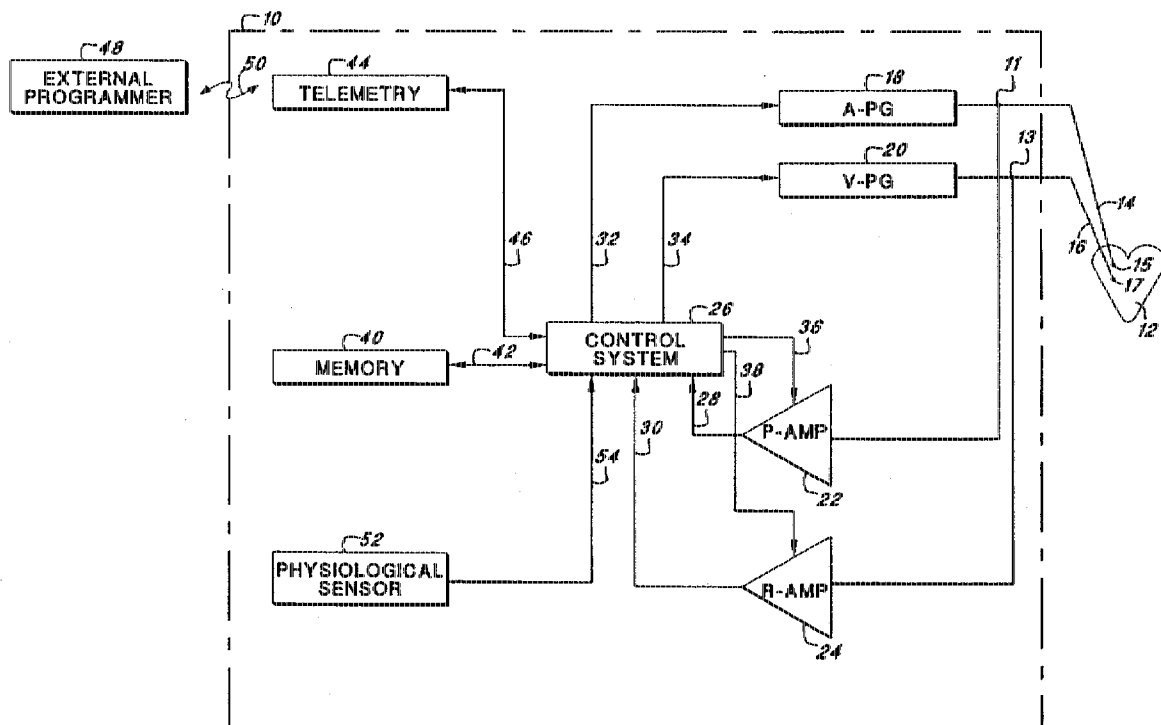 10
48
EXTERNAL
PROGRAMMER
50
44
TELEMETRY
18
A-PG
11
20
V-PG
13
14
16
15
17
12
46
32
34
26
CONTROL
SYSTEM
36
38
40
MEMORY
42
28
P-AMP
22
30
54
52
PHYSIOLOGICAL
SENSOR
R-AMP
24